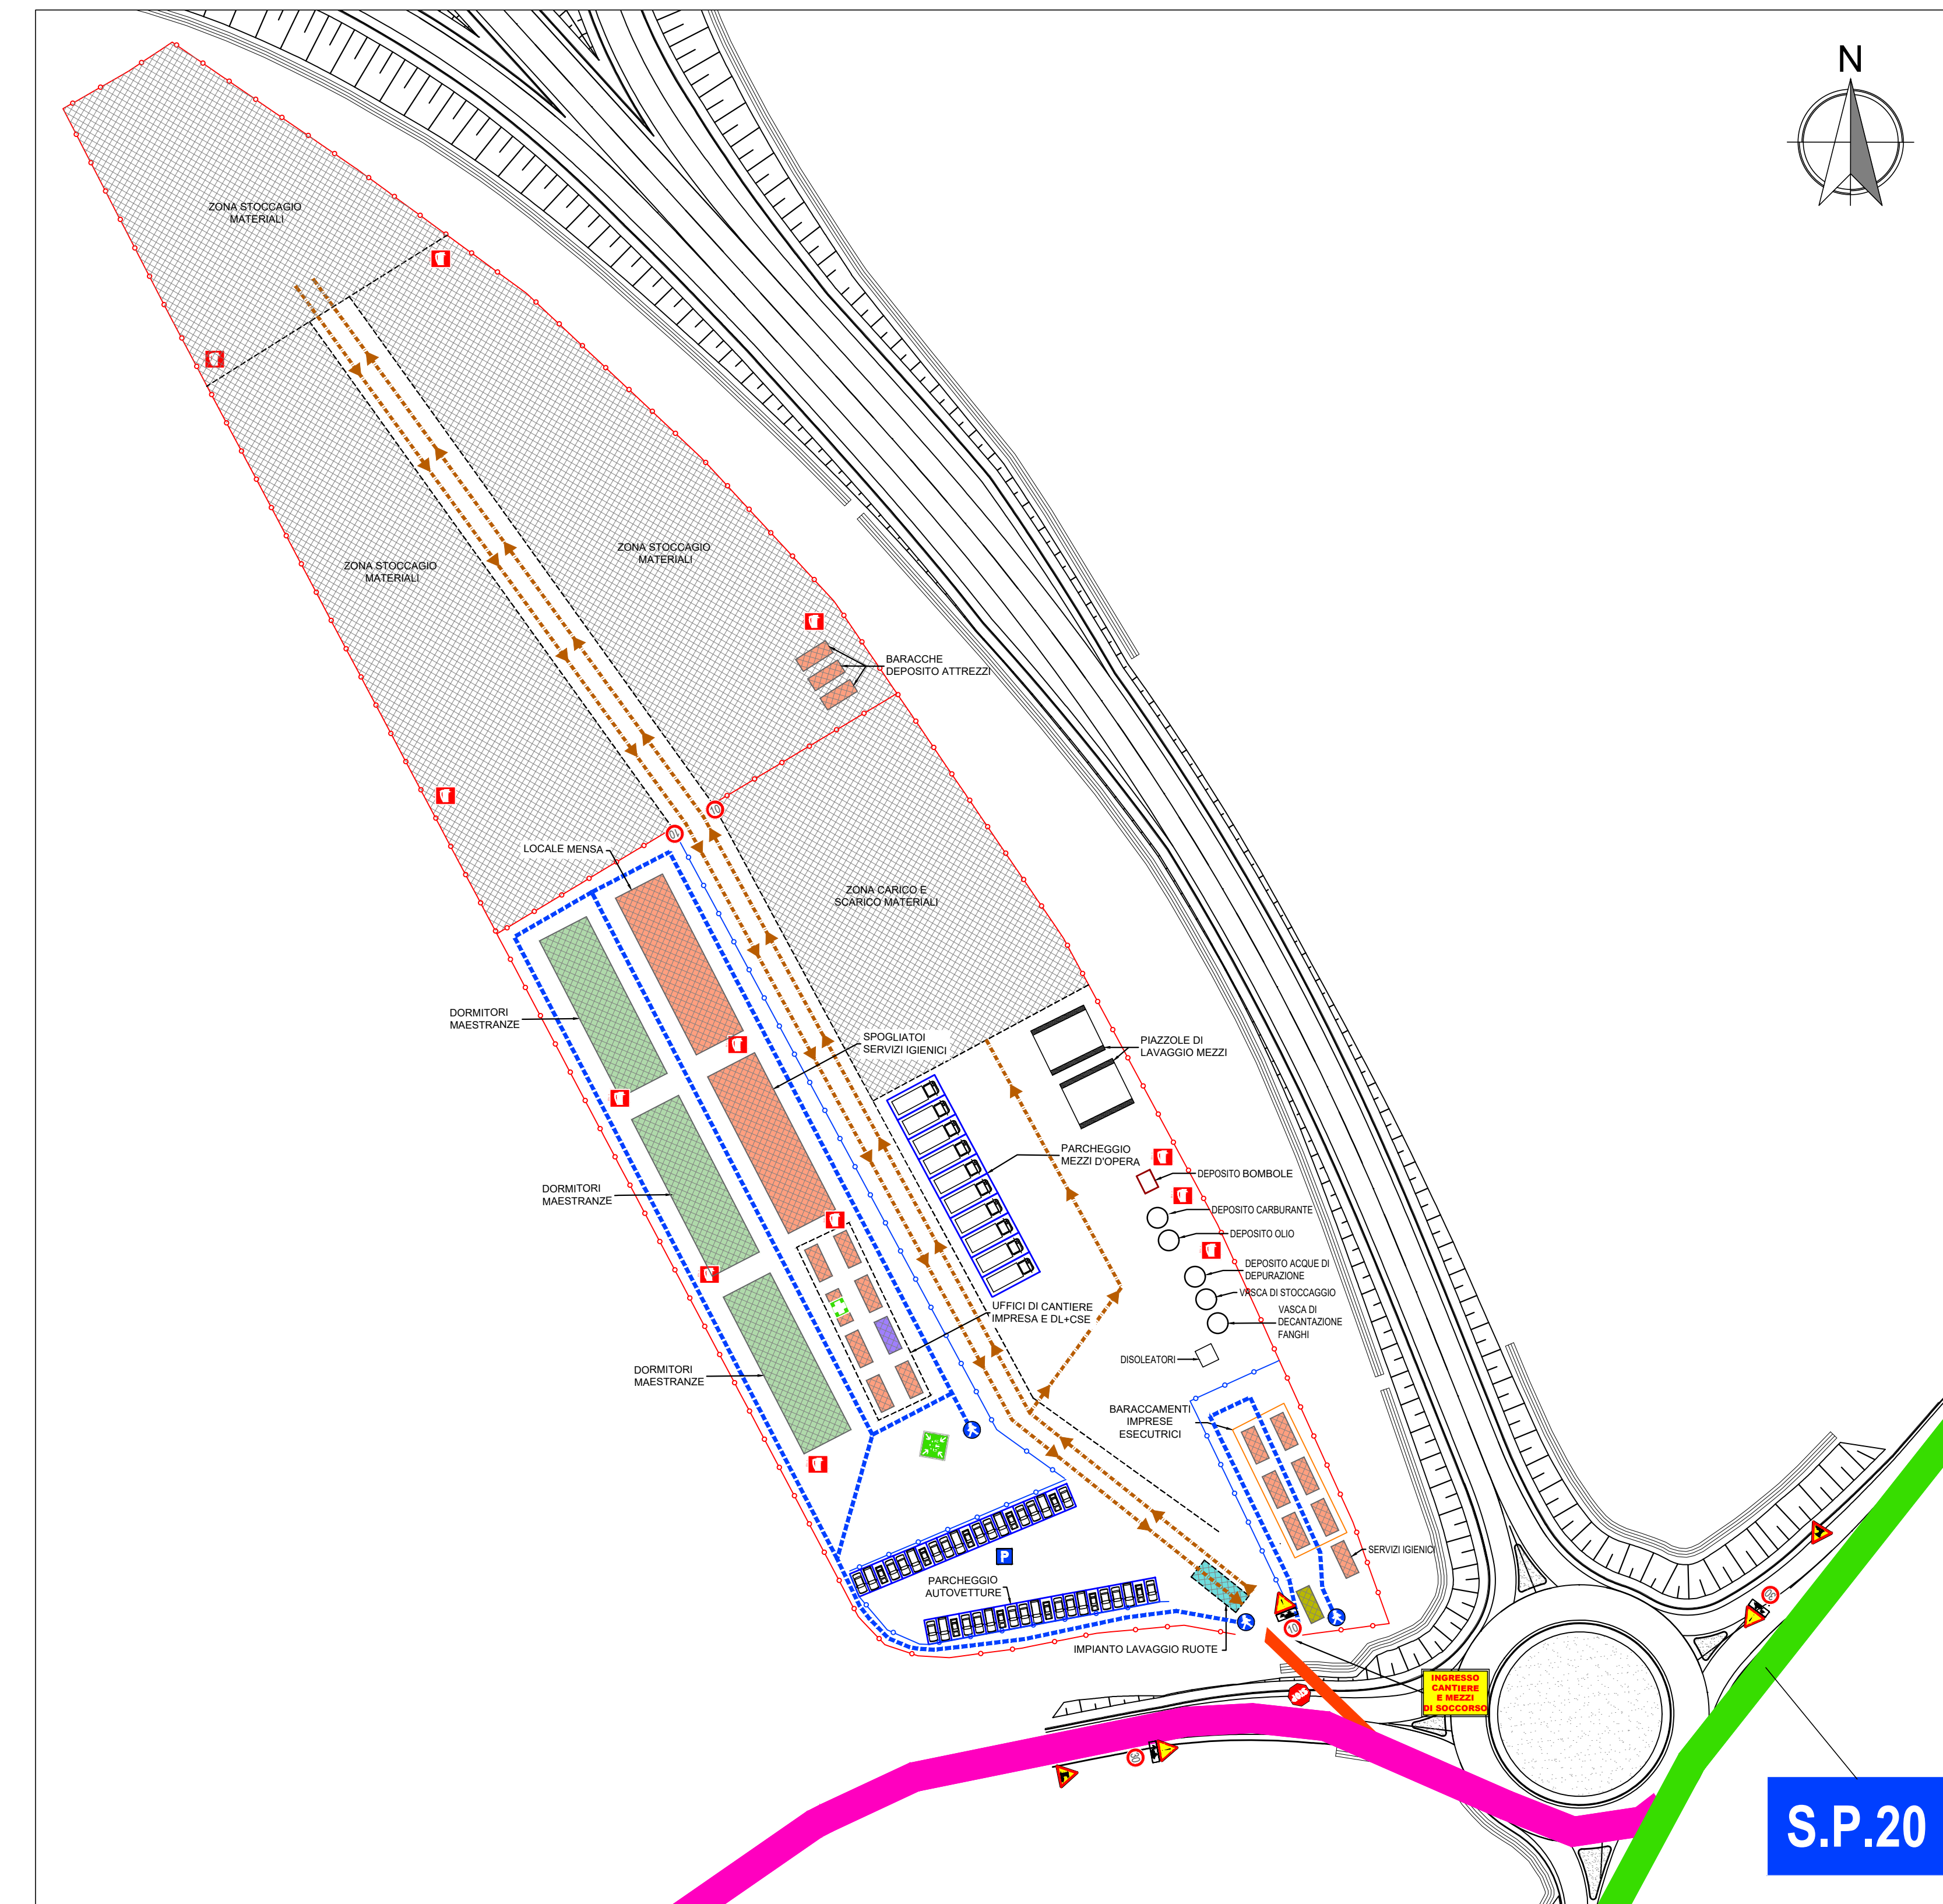 N
ZONA STOCCAGIO
MATERIALI
ZONA STOCCAGIO
MATERIALI
ZONA STOCCAGIO
MATERIALI
BARACCHE
DEPOSITO ATTREZZI
10
10
LOCALE MENSA
ZONA CARICO E
SCARICO MATERIALI
DORMITORI
MAESTRANZE
SPOGLIATOI
SERVIZI IGIENICI
PIAZZOLE DI
LAVAGGIO MEZZI
PARCHEGGIO
MEZZI D'OPERA
DEPOSITO BOMBOLE
DORMITORI
MAESTRANZE
DEPOSITO CARBURANTE
DEPOSITO OLIO
DEPOSITO ACQUE DI
DEPURAZIONE
VASCA DI STOCCAGGIO
UFFICI DI CANTIERE
IMPRESA E DL+CSE
VASCA DI
DECANTAZIONE
FANGHI
DISOLEATORI
DORMITORI
MAESTRANZE
BARACCAMENTI
IMPRESE
ESECUTRICI
SERVIZI IGIENICI
P
PARCHEGGIO
AUTOVETTURE
IMPIANTO LAVAGGIO RUOTE
10
INGRESSO
CANTIERE
E MEZZI
DI SOCCORSO
STOP
S.P.20